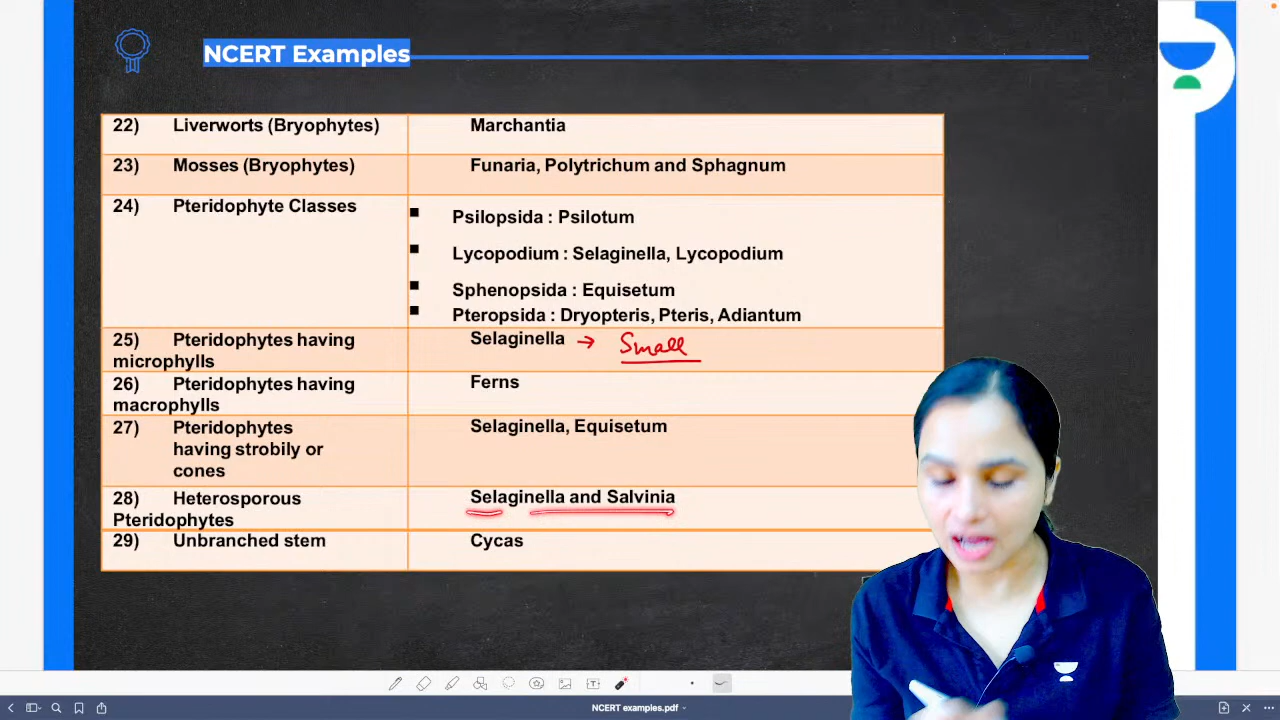 NCERT Examples
22) Liverworts (Bryophytes) Marchantia
23) Mosses (Bryophytes) Funaria, Polytrichum and Sphagnum
24) Pteridophyte Classes
▪ Psilopsida : Psilotum
▪ Lycopodium : Selaginella, Lycopodium
▪ Sphenopsida : Equisetum
▪ Pteropsida : Dryopteris, Pteris, Adiantum
25) Pteridophytes having Selaginella → Small
microphylls
26) Pteridophytes having Ferns
macrophylls
27) Pteridophytes Selaginella, Equisetum
having strobily or
cones
28) Heterosporous Selaginella and Salvinia
Pteridophytes
29) Unbranched stem Cycas
NCERT examples.pdf